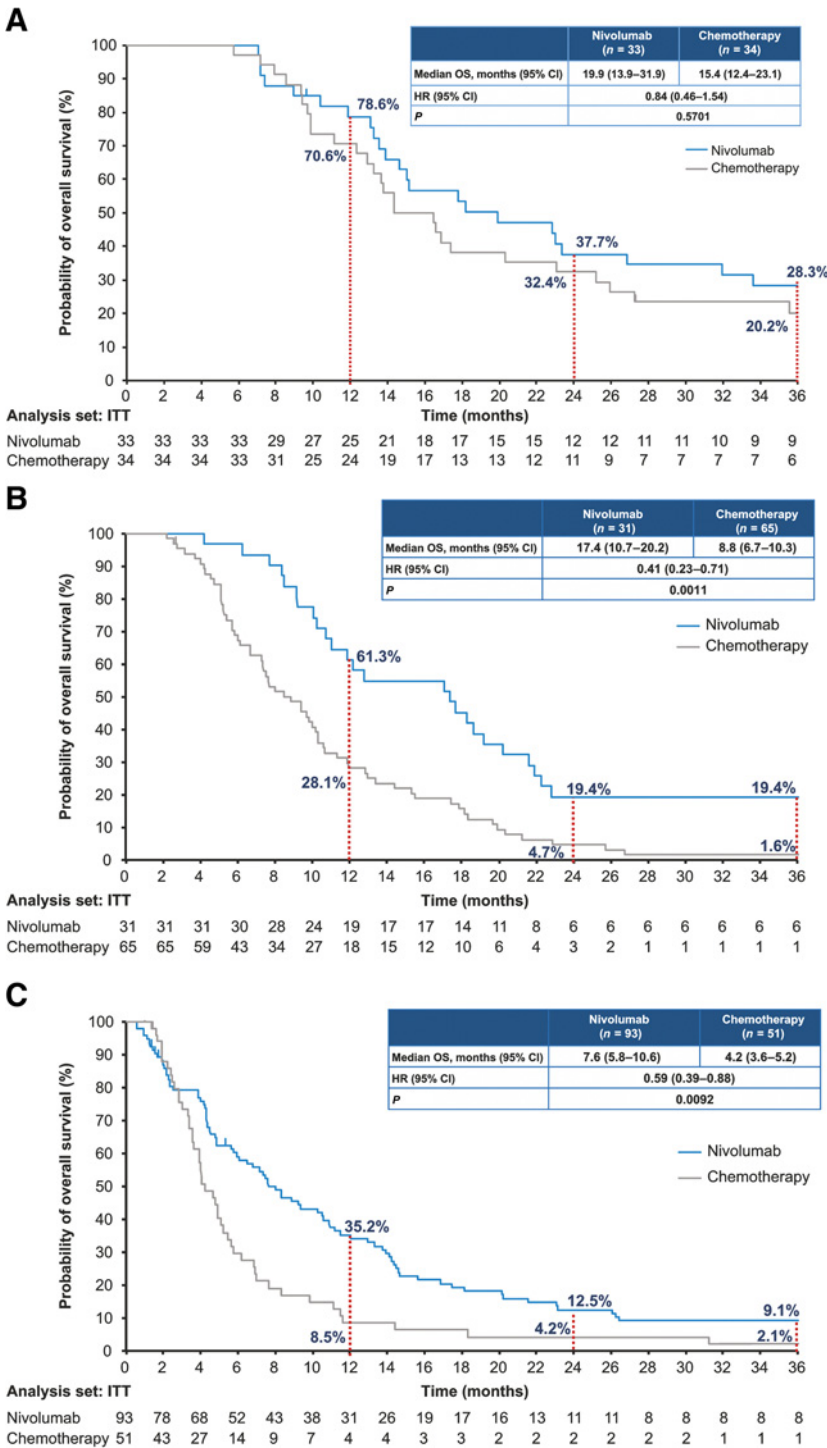 A
Nivolumab (n = 33) Chemotherapy (n = 34)
Median OS, months (95% CI) 19.9 (13.9–31.9) 15.4 (12.4–23.1)
HR (95% CI) 0.84 (0.46–1.54)
P 0.5701
Nivolumab
Chemotherapy
Probability of overall survival (%)
100
90
80
70
60
50
40
30
20
10
0
78.6%
70.6%
37.7%
32.4%
28.3%
20.2%
0 2 4 6 8 10 12 14 16 18 20 22 24 26 28 30 32 34 36
Analysis set: ITT Time (months)
Nivolumab 33 33 33 33 29 27 25 21 18 17 15 15 12 12 11 11 10 9 9
Chemotherapy 34 34 34 33 31 25 24 19 17 13 13 12 11 9 7 7 7 7 6
B
Nivolumab (n = 31) Chemotherapy (n = 65)
Median OS, months (95% CI) 17.4 (10.7–20.2) 8.8 (6.7–10.3)
HR (95% CI) 0.41 (0.23–0.71)
P 0.0011
Nivolumab
Chemotherapy
Probability of overall survival (%)
100
90
80
70
60
50
40
30
20
10
0
61.3%
28.1%
19.4%
4.7%
19.4%
1.6%
0 2 4 6 8 10 12 14 16 18 20 22 24 26 28 30 32 34 36
Analysis set: ITT Time (months)
Nivolumab 31 31 31 30 28 24 19 17 17 14 11 8 6 6 6 6 6 6 6
Chemotherapy 65 65 59 43 34 27 18 15 12 10 6 4 3 2 1 1 1 1 1
C
Nivolumab (n = 93) Chemotherapy (n = 51)
Median OS, months (95% CI) 7.6 (5.8–10.6) 4.2 (3.6–5.2)
HR (95% CI) 0.59 (0.39–0.88)
P 0.0092
Nivolumab
Chemotherapy
Probability of overall survival (%)
100
90
80
70
60
50
40
30
20
10
0
35.2%
8.5%
12.5%
4.2%
9.1%
2.1%
0 2 4 6 8 10 12 14 16 18 20 22 24 26 28 30 32 34 36
Analysis set: ITT Time (months)
Nivolumab 93 78 68 52 43 38 31 26 19 17 16 13 11 11 8 8 8 8 8
Chemotherapy 51 43 27 14 9 7 4 4 3 3 2 2 2 2 2 2 1 1 1